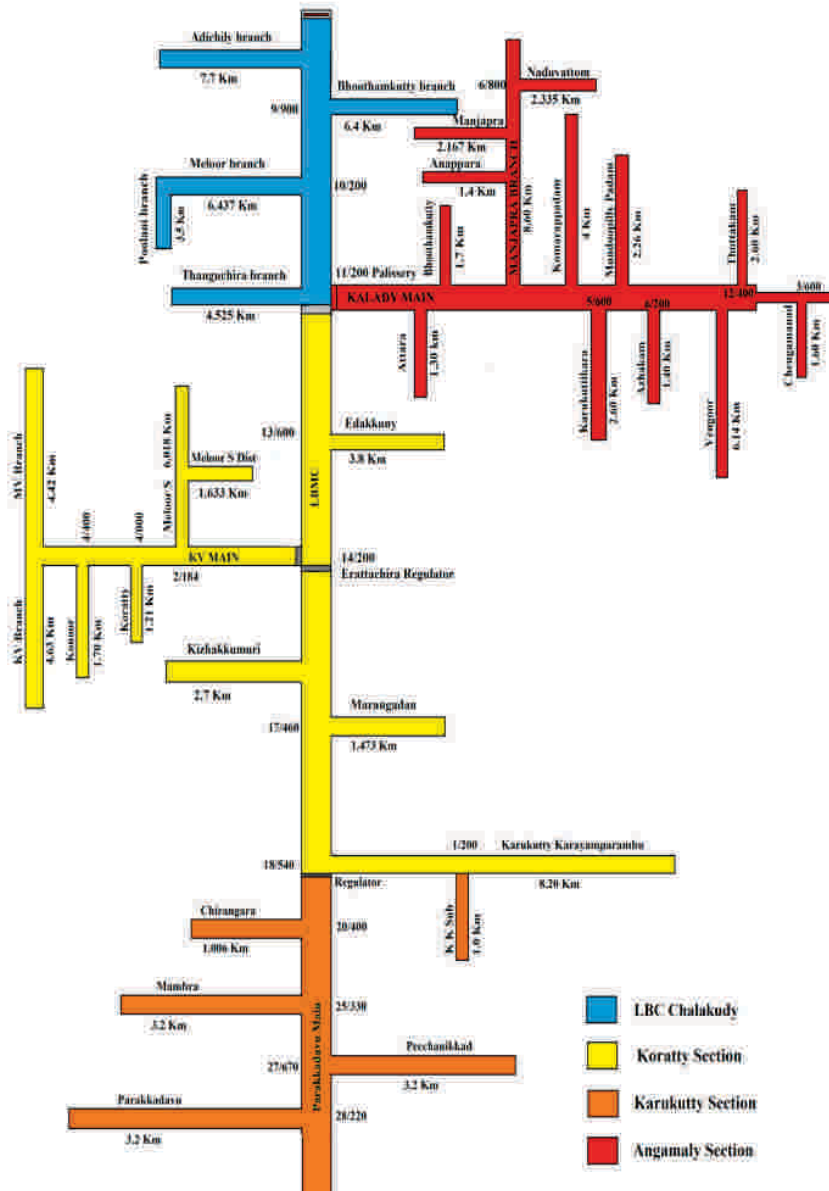 Adichily branch
7.7 Km
9/900
Bhoothamkutty branch
6.4 Km
Meloor branch
6.437 Km
10/200
Poolani branch
3.5 Km
Thanguchira branch
4.525 Km
11/200 Palissery
KALADY MAIN
6/800
Naduvattom
2.335 Km
Manjapra
2.167 Km
Anappara
1.4 Km
MANJAPRA BRANCH
8.60 Km
Bhoothamkutty
1.7 Km
Komarappadam
4 Km
Mandoopilly Padam
2.26 Km
Thottakam
2.60 Km
12/400
3/600
5/600
6/200
Attara
1.30 Km
Karukuttikara
2.60 Km
Azhakam
1.40 Km
Vengoor
6.14 Km
Chengamanad
1.60 Km
13/600
LBMC
Edakkuny
3.8 Km
MV Branch
4.42 Km
4/400
4/000
Meloor S
6.018 Km
Meloor S Dist
1.633 Km
KV MAIN
2/184
14/200
Erattachira Regulator
KV Branch
4.63 Km
Konoor
1.70 Km
Koratty
1.21 Km
Kizhakkumuri
2.7 Km
Marangadan
17/460
1.473 Km
18/540
1/200
Karukutty Karayamparambu
8.20 Km
Regulator
K K Sub
1.0 Km
Chirangara
1.006 Km
20/400
Mambra
3.2 Km
25/330
Parakkadavu Main
27/670
Peechanikkad
3.2 Km
Parakkadavu
3.2 Km
28/220
LBC Chalakudy
Koratty Section
Karukutty Section
Angamaly Section